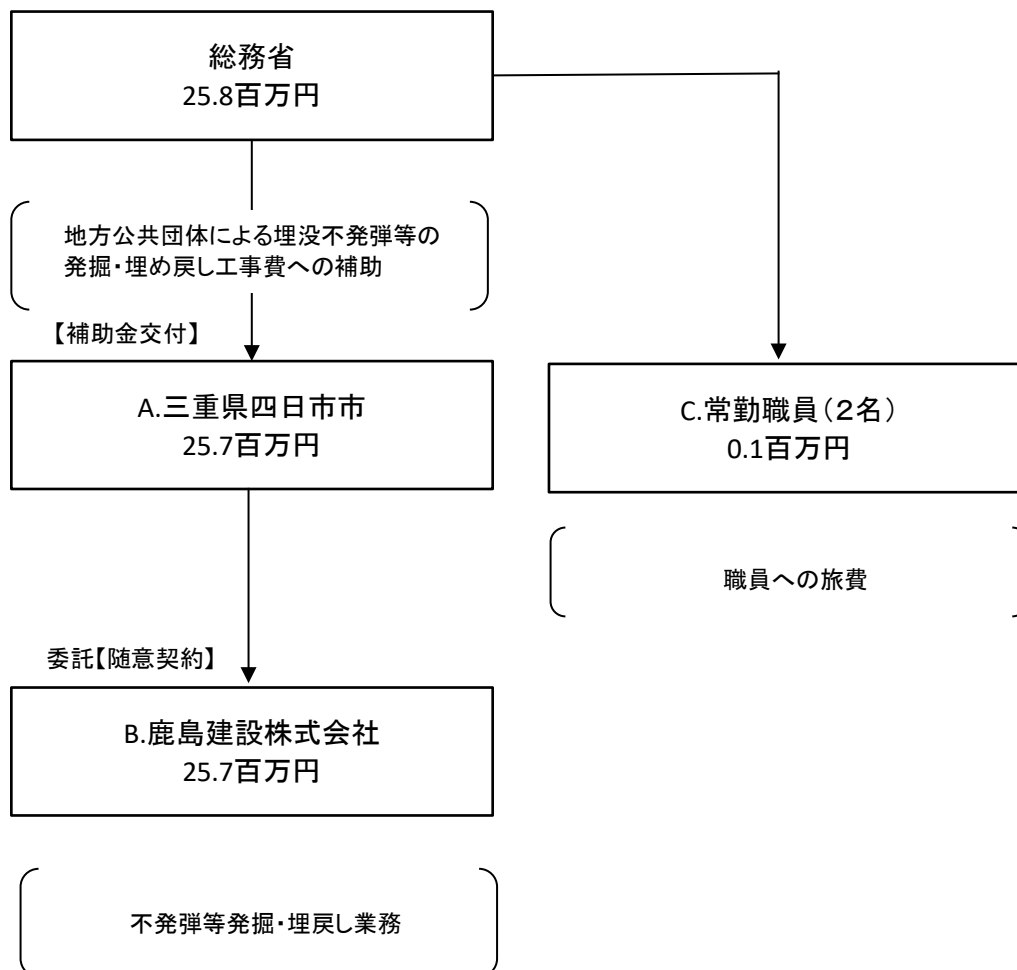 総務省
25.8百万円
地方公共団体による埋没不発弾等の
発掘・埋め戻し工事費への補助
【補助金交付】
A.三重県四日市市
25.7百万円
C.常勤職員（２名）
0.1百万円
職員への旅費
委託【随意契約】
B.鹿島建設株式会社
25.7百万円
不発弾等発掘・埋戻し業務